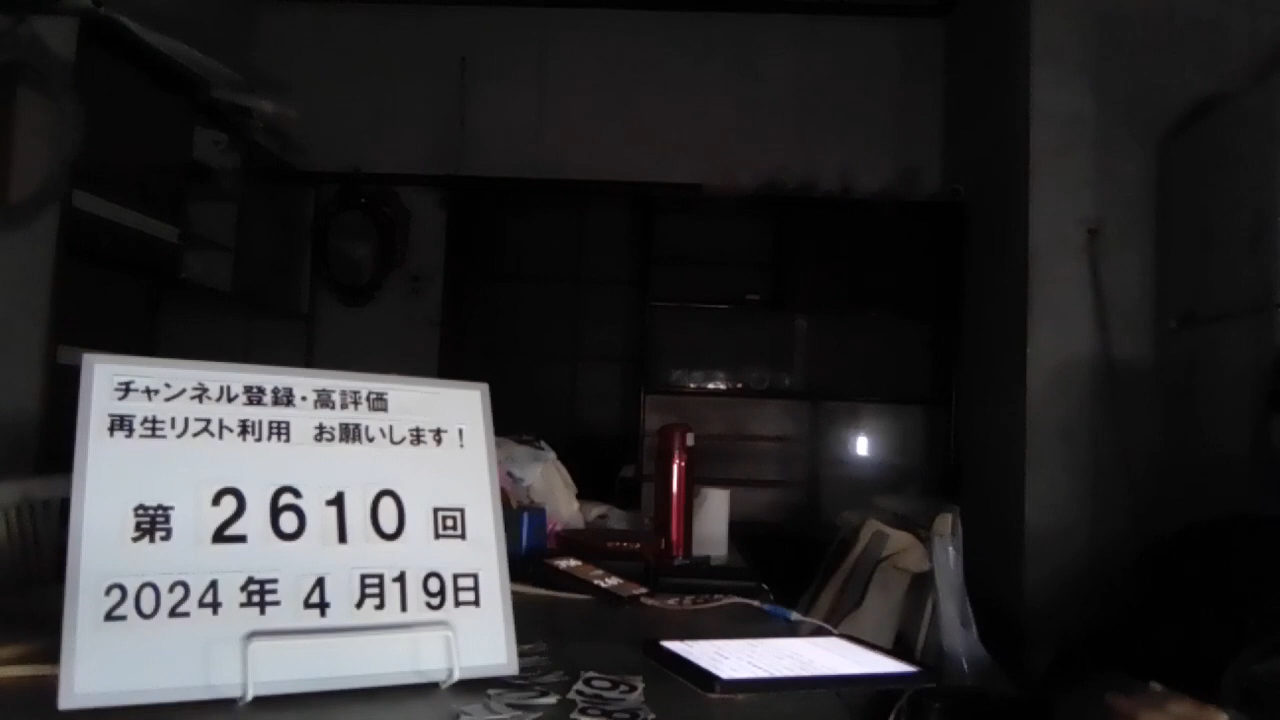 チャンネル登録・高評価
再生リスト利用 お願いします!
第 2610 回
2024 年 4 月19日